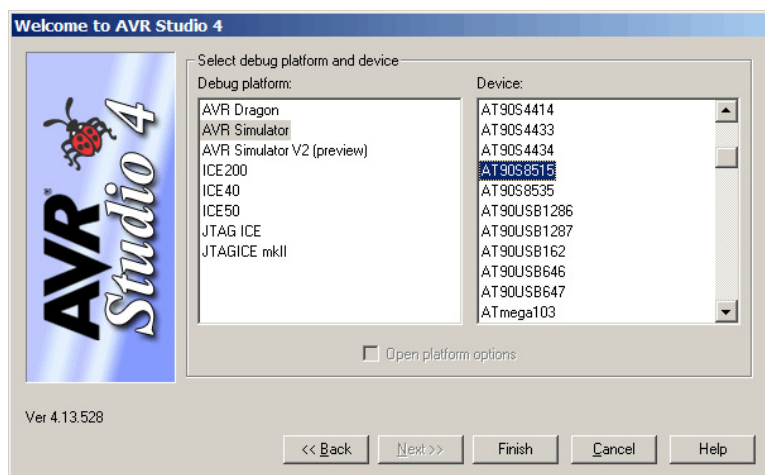 Welcome to AVR Studio 4
AVR Studio 4
Select debug platform and device
Debug platform:
AVR Dragon
AVR Simulator
AVR Simulator V2 (preview)
ICE200
ICE40
ICE50
JTAG ICE
JTAGICE mkII
Device:
AT90S4414
AT90S4433
AT90S4434
AT90S8515
AT90S8535
AT90USB1286
AT90USB1287
AT90USB162
AT90USB646
AT90USB647
ATmega103
Open platform options
Ver 4.13.528
<< Back
Next >>
Finish
Cancel
Help